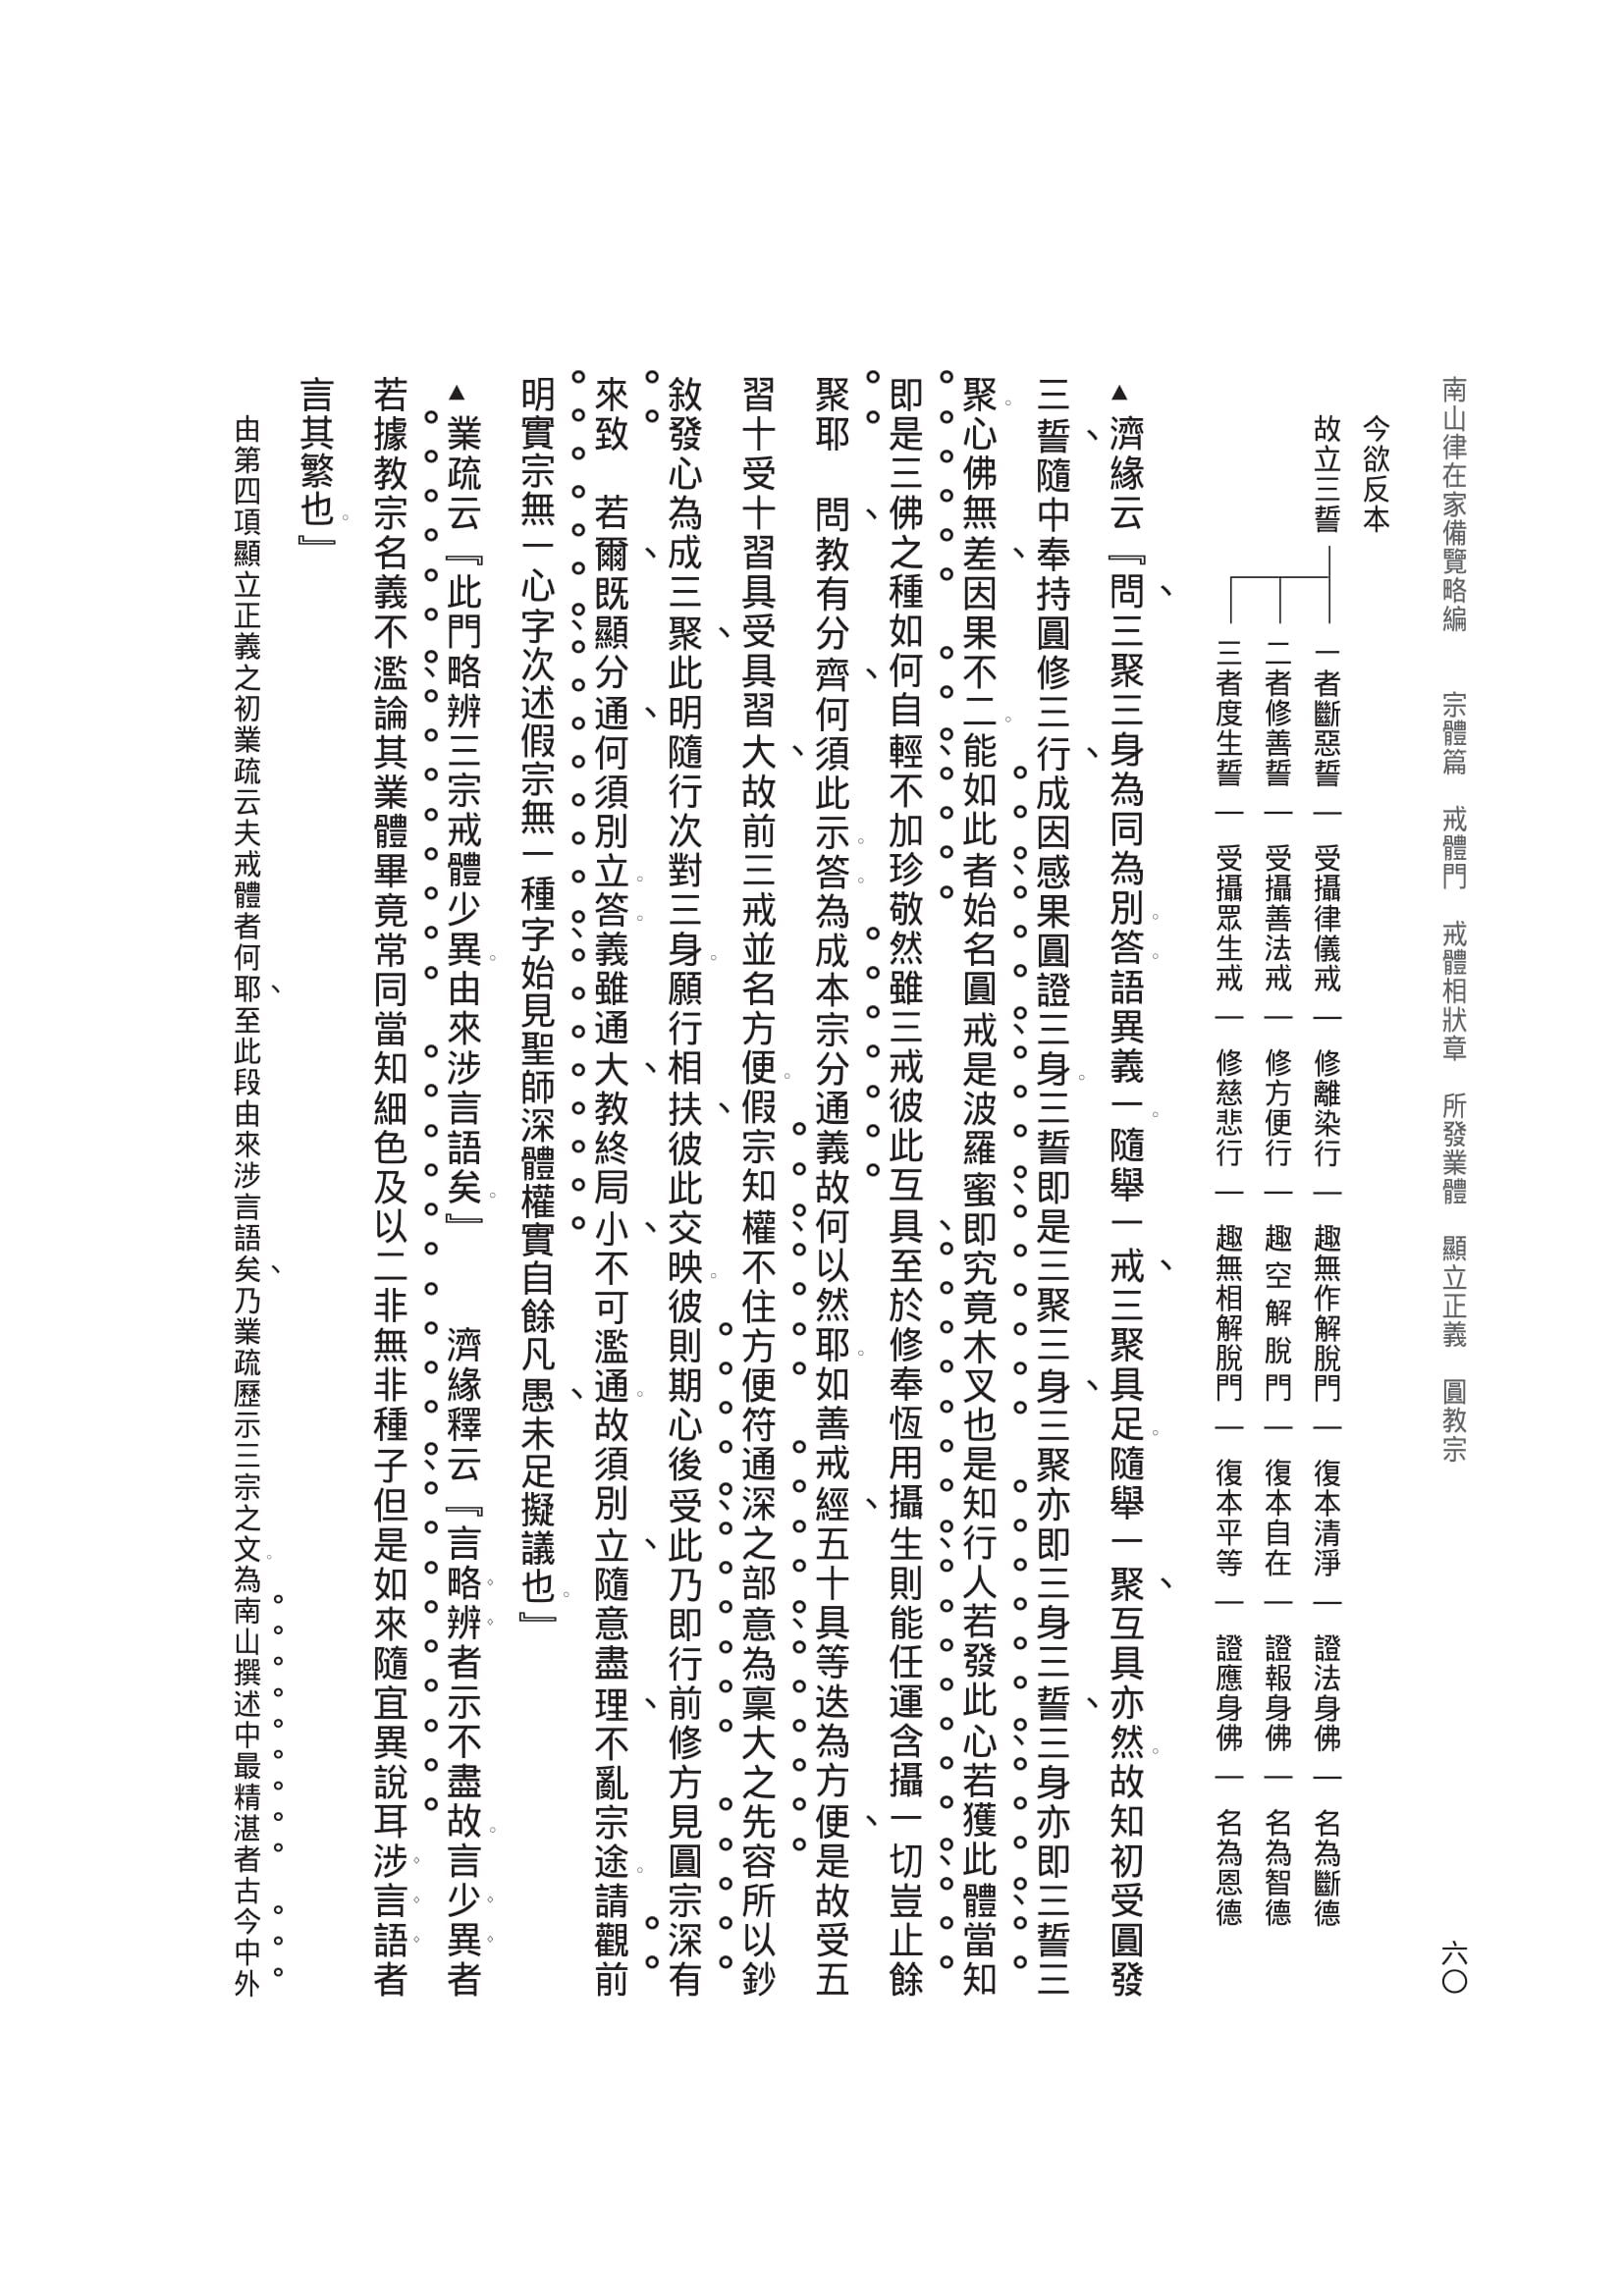 南山律在家備覽略編　宗體篇　戒體門　戒體相狀章　所發業體　顯立正義　圓教宗
六〇
今欲反本
故立三誓
一者斷惡誓—受攝律儀戒—修離染行—趣無作解脫門—復本清淨—證法身佛—名為斷德
二者修善誓—受攝善法戒—修方便行—趣空解脫門—復本自在—證報身佛—名為智德
三者度生誓—受攝眾生戒—修慈悲行—趣無相解脫門—復本平等—證應身佛—名為恩德
▲濟緣云『問、三聚三身為同為別。答。語異義一。隨舉一戒、三聚具足。隨舉一聚、互具亦然。故知初受圓發
三誓、隨中奉持圓修三行、成因感果圓證三身。三誓即是三聚三身、三聚亦即三身三誓、三身亦即三誓三
聚。心佛無差、因果不二。能如此者始名圓戒是波羅蜜即究竟木叉也是知行人若發此心若獲此體當知
即是三佛之種如何自輕不加珍敬然雖三戒彼此互具、至於修奉恆用攝生則能任運含攝一切豈止餘
聚耶　問、教有分齊、何須此示。答。為成本宗分通義故何以然耶。如善戒經、五十具等迭為方便、是故受五
習十受十習具受具習大、故前三戒並名方便。假宗知權不住方便符通深之部意為稟大之先容所以鈔
敘發心為成三聚、此明隨行次對三身。願行相扶、彼此交映。彼則期心後受此乃即行前修方見圓宗深有
來致　若爾、既顯分通、何須別立。答。義雖通大、教終局小、不可濫通。故須別立、隨意盡理、不亂宗途。請觀前
明實宗無一心字次述假宗無一種字始見聖師深體權實自餘凡愚、未足擬議也。』
▲業疏云『此門略辨三宗戒體少異。由來涉言語矣。』　濟緣釋云『言略辨者示不盡故。言少異者
若據教宗名義不濫論其業體畢竟常同當知細色及以二非無非種子但是如來隨宜異說耳涉言語者
言其繁也。』
由第四項顯立正義之初業疏云夫戒體者何耶、至此段由來涉言語矣、乃業疏歷示三宗之文。為南山撰述中最精湛者古今中外